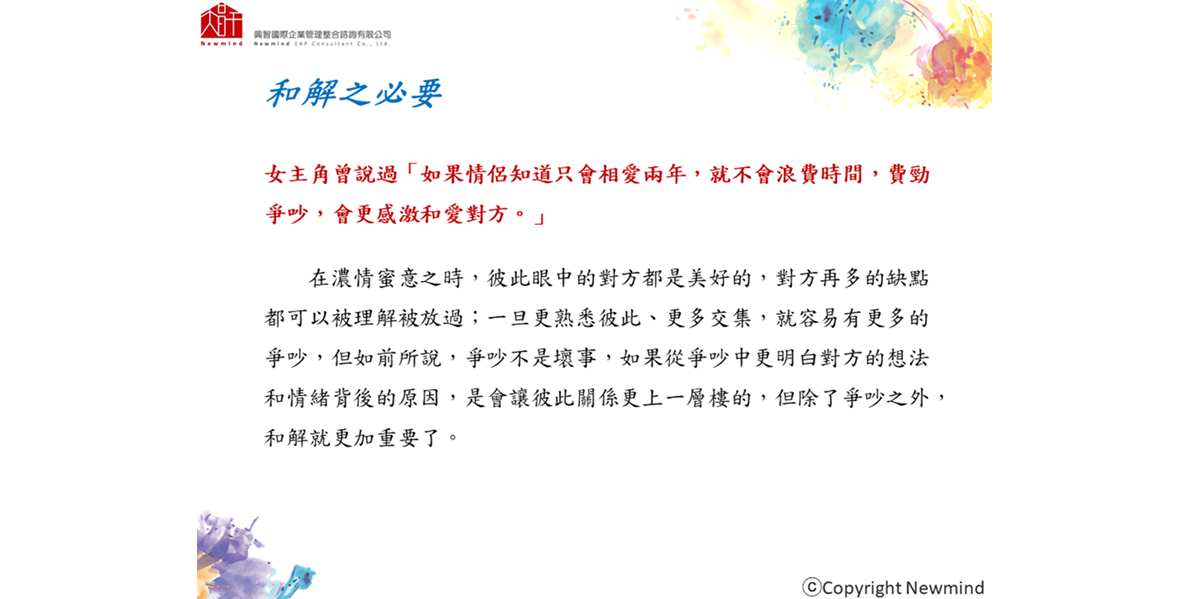 興智國際企業管理整合諮詢有限公司
Newmind
Newmind EAP Consultant Co., Ltd.
和解之必要
女主角曾說過「如果情侶知道只會相愛兩年，就不會浪費時間，費勁
爭吵，會更感激和愛對方。」
在濃情蜜意之時，彼此眼中的對方都是美好的，對方再多的缺點
都可以被理解被放過；一旦更熟悉彼此、更多交集，就容易有更多的
爭吵，但如前所說，爭吵不是壞事，如果從爭吵中更明白對方的想法
和情緒背後的原因，是會讓彼此關係更上一層樓的，但除了爭吵之外，
和解就更加重要了。
ⓒCopyright Newmind